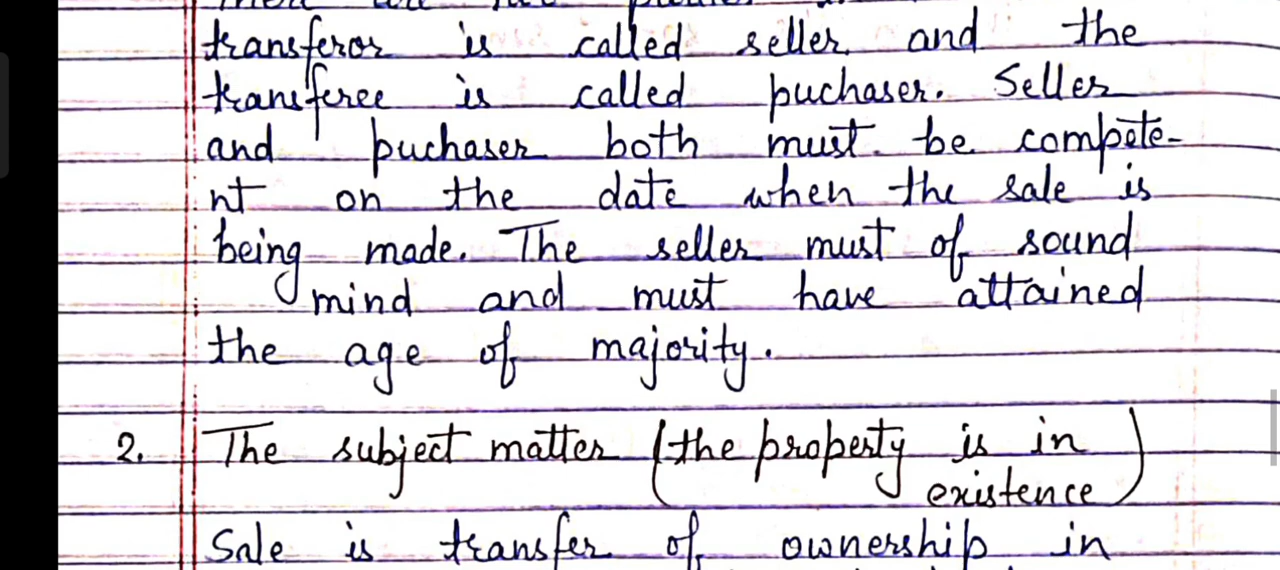 transferor is called seller and the
transferee is called puchaser. Seller
and puchaser both must be compete-
nt on the date when the sale is
being made. The seller must of sound
mind and must have attained
the age of majority.
2. The subject matter (the property is in
existence)
Sale is transfer of ownership in